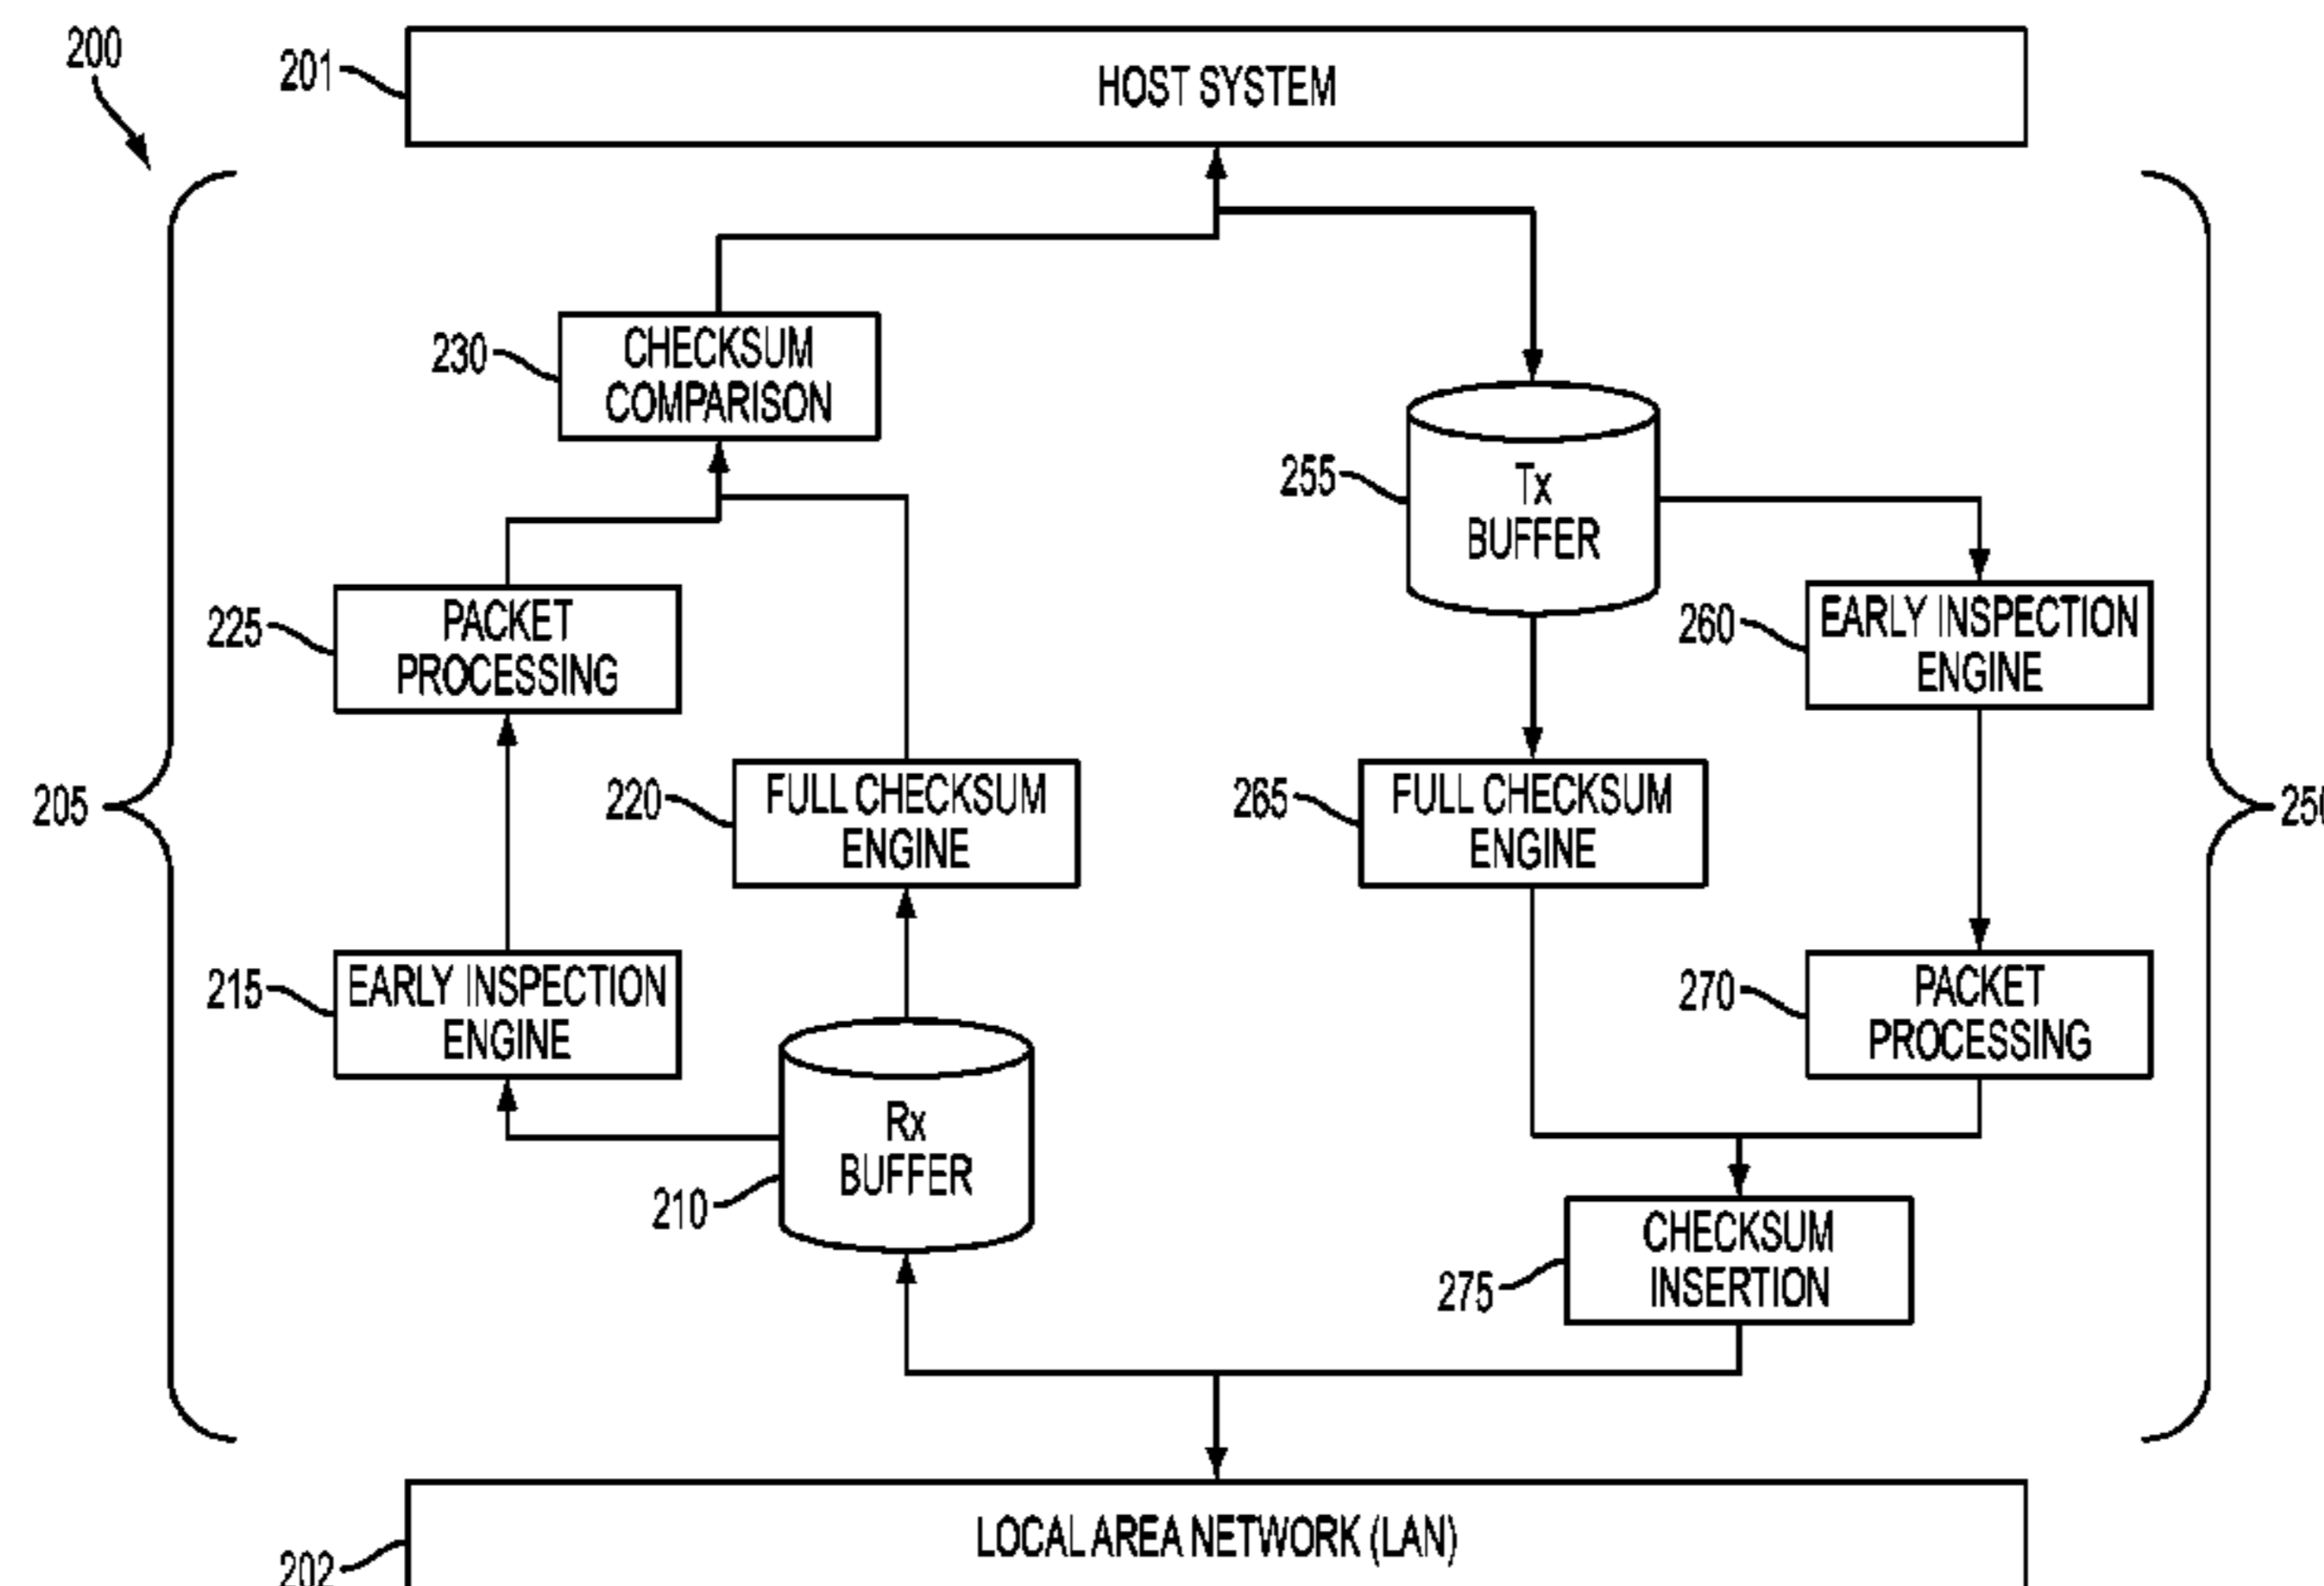 200
201
HOST SYSTEM
230
CHECKSUM
COMPARISON
255
Tx
BUFFER
225
PACKET
PROCESSING
260
EARLY INSPECTION
ENGINE
205
220
FULL CHECKSUM
ENGINE
265
FULL CHECKSUM
ENGINE
250
215
EARLY INSPECTION
ENGINE
270
PACKET
PROCESSING
210
Rx
BUFFER
275
CHECKSUM
INSERTION
202
LOCAL AREA NETWORK (LAN)